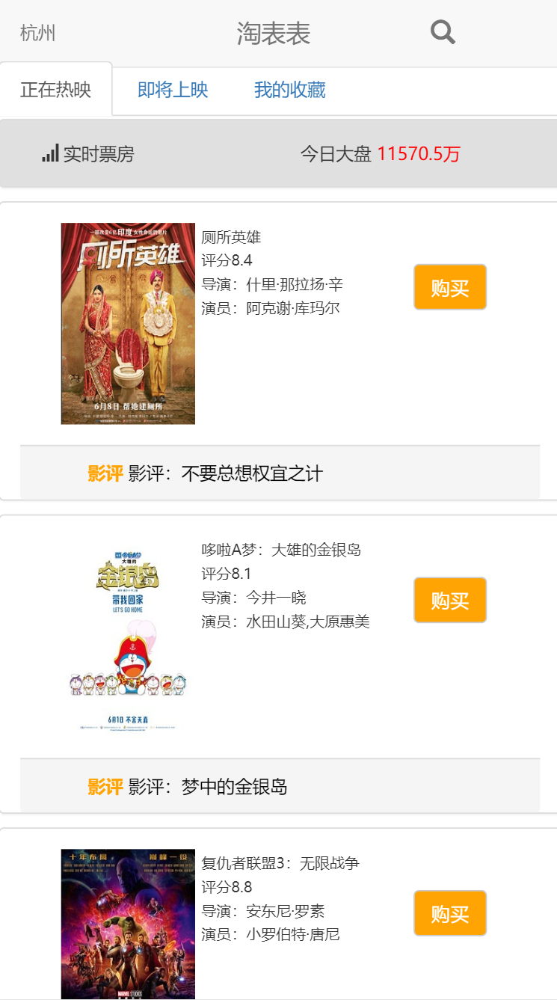 杭州 淘表表
正在热映 即将上映 我的收藏
实时票房 今日大盘 11570.5万
一部改变6亿印度女性命运的影片
厕所英雄
6月8日 帮她建厕所
厕所英雄
评分8.4
导演：什里·那拉扬·辛
演员：阿克谢·库玛尔
购买
影评 影评：不要总想权宜之计
大雄的
金银岛
带我回家
LET'S GO HOME
6月1日 不舍天真
哆啦A梦：大雄的金银岛
评分8.1
导演：今井一晓
演员：水田山葵,大原惠美
购买
影评 影评：梦中的金银岛
十年布局 巅峰一役
MARVEL STUDIOS
复仇者联盟3：无限战争
评分8.8
导演：安东尼·罗素
演员：小罗伯特·唐尼
购买